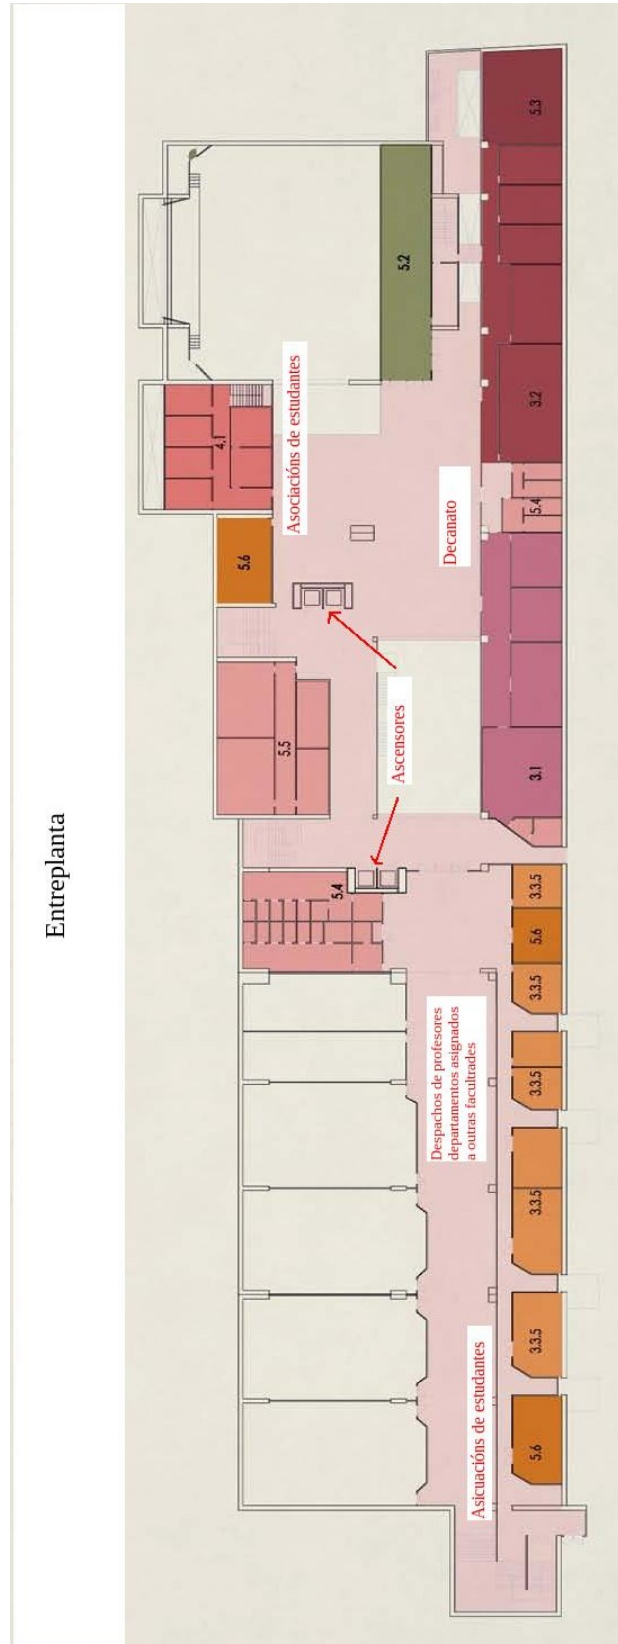 Entreplanta
5.3
5.2
3.2
Asociacións de estudantes
4.1
5.4
Decanato
5.6
Ascensores
5.5
3.1
5.4
3.3.5
5.6
3.3.5
Despachos de profesores
departamentos asignados
a outras facultrades
3.3.5
3.3.5
3.3.5
Asicuacións de estudantes
5.6